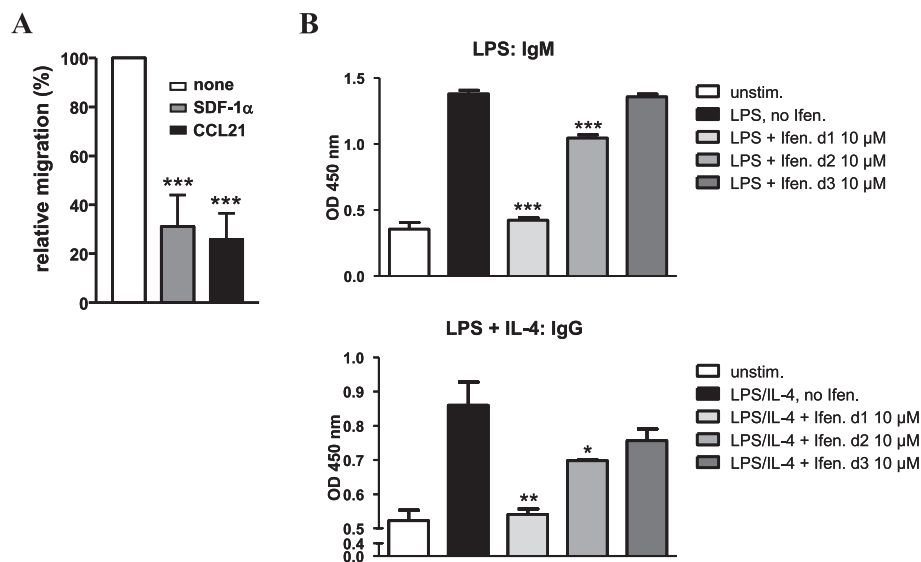 A
relative migration (%)
100
80
60
40
20
0
none
SDF-1α
CCL21
***
***
B
LPS: IgM
OD 450 nm
1.5
1.0
0.5
0.0
***
***
unstim.
LPS, no Ifen.
LPS + Ifen. d1 10 µM
LPS + Ifen. d2 10 µM
LPS + Ifen. d3 10 µM
LPS + IL-4: IgG
OD 450 nm
1.0
0.9
0.8
0.7
0.6
0.5
0.4
0.0
**
*
unstim.
LPS/IL-4, no Ifen.
LPS/IL-4 + Ifen. d1 10 µM
LPS/IL-4 + Ifen. d2 10 µM
LPS/IL-4 + Ifen. d3 10 µM